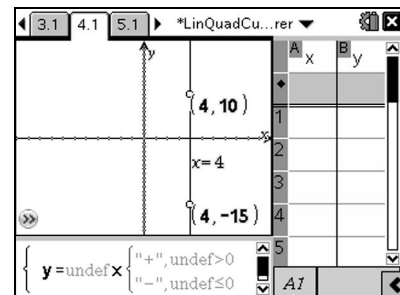 3.1 4.1 5.1 *LinQuadCu...rer
y
(4,10)
x
x=4
(4,-15)
y=undef x {"+",undef>0
{"−",undef≤0
A x B y
◆
1
2
3
4
5
A1